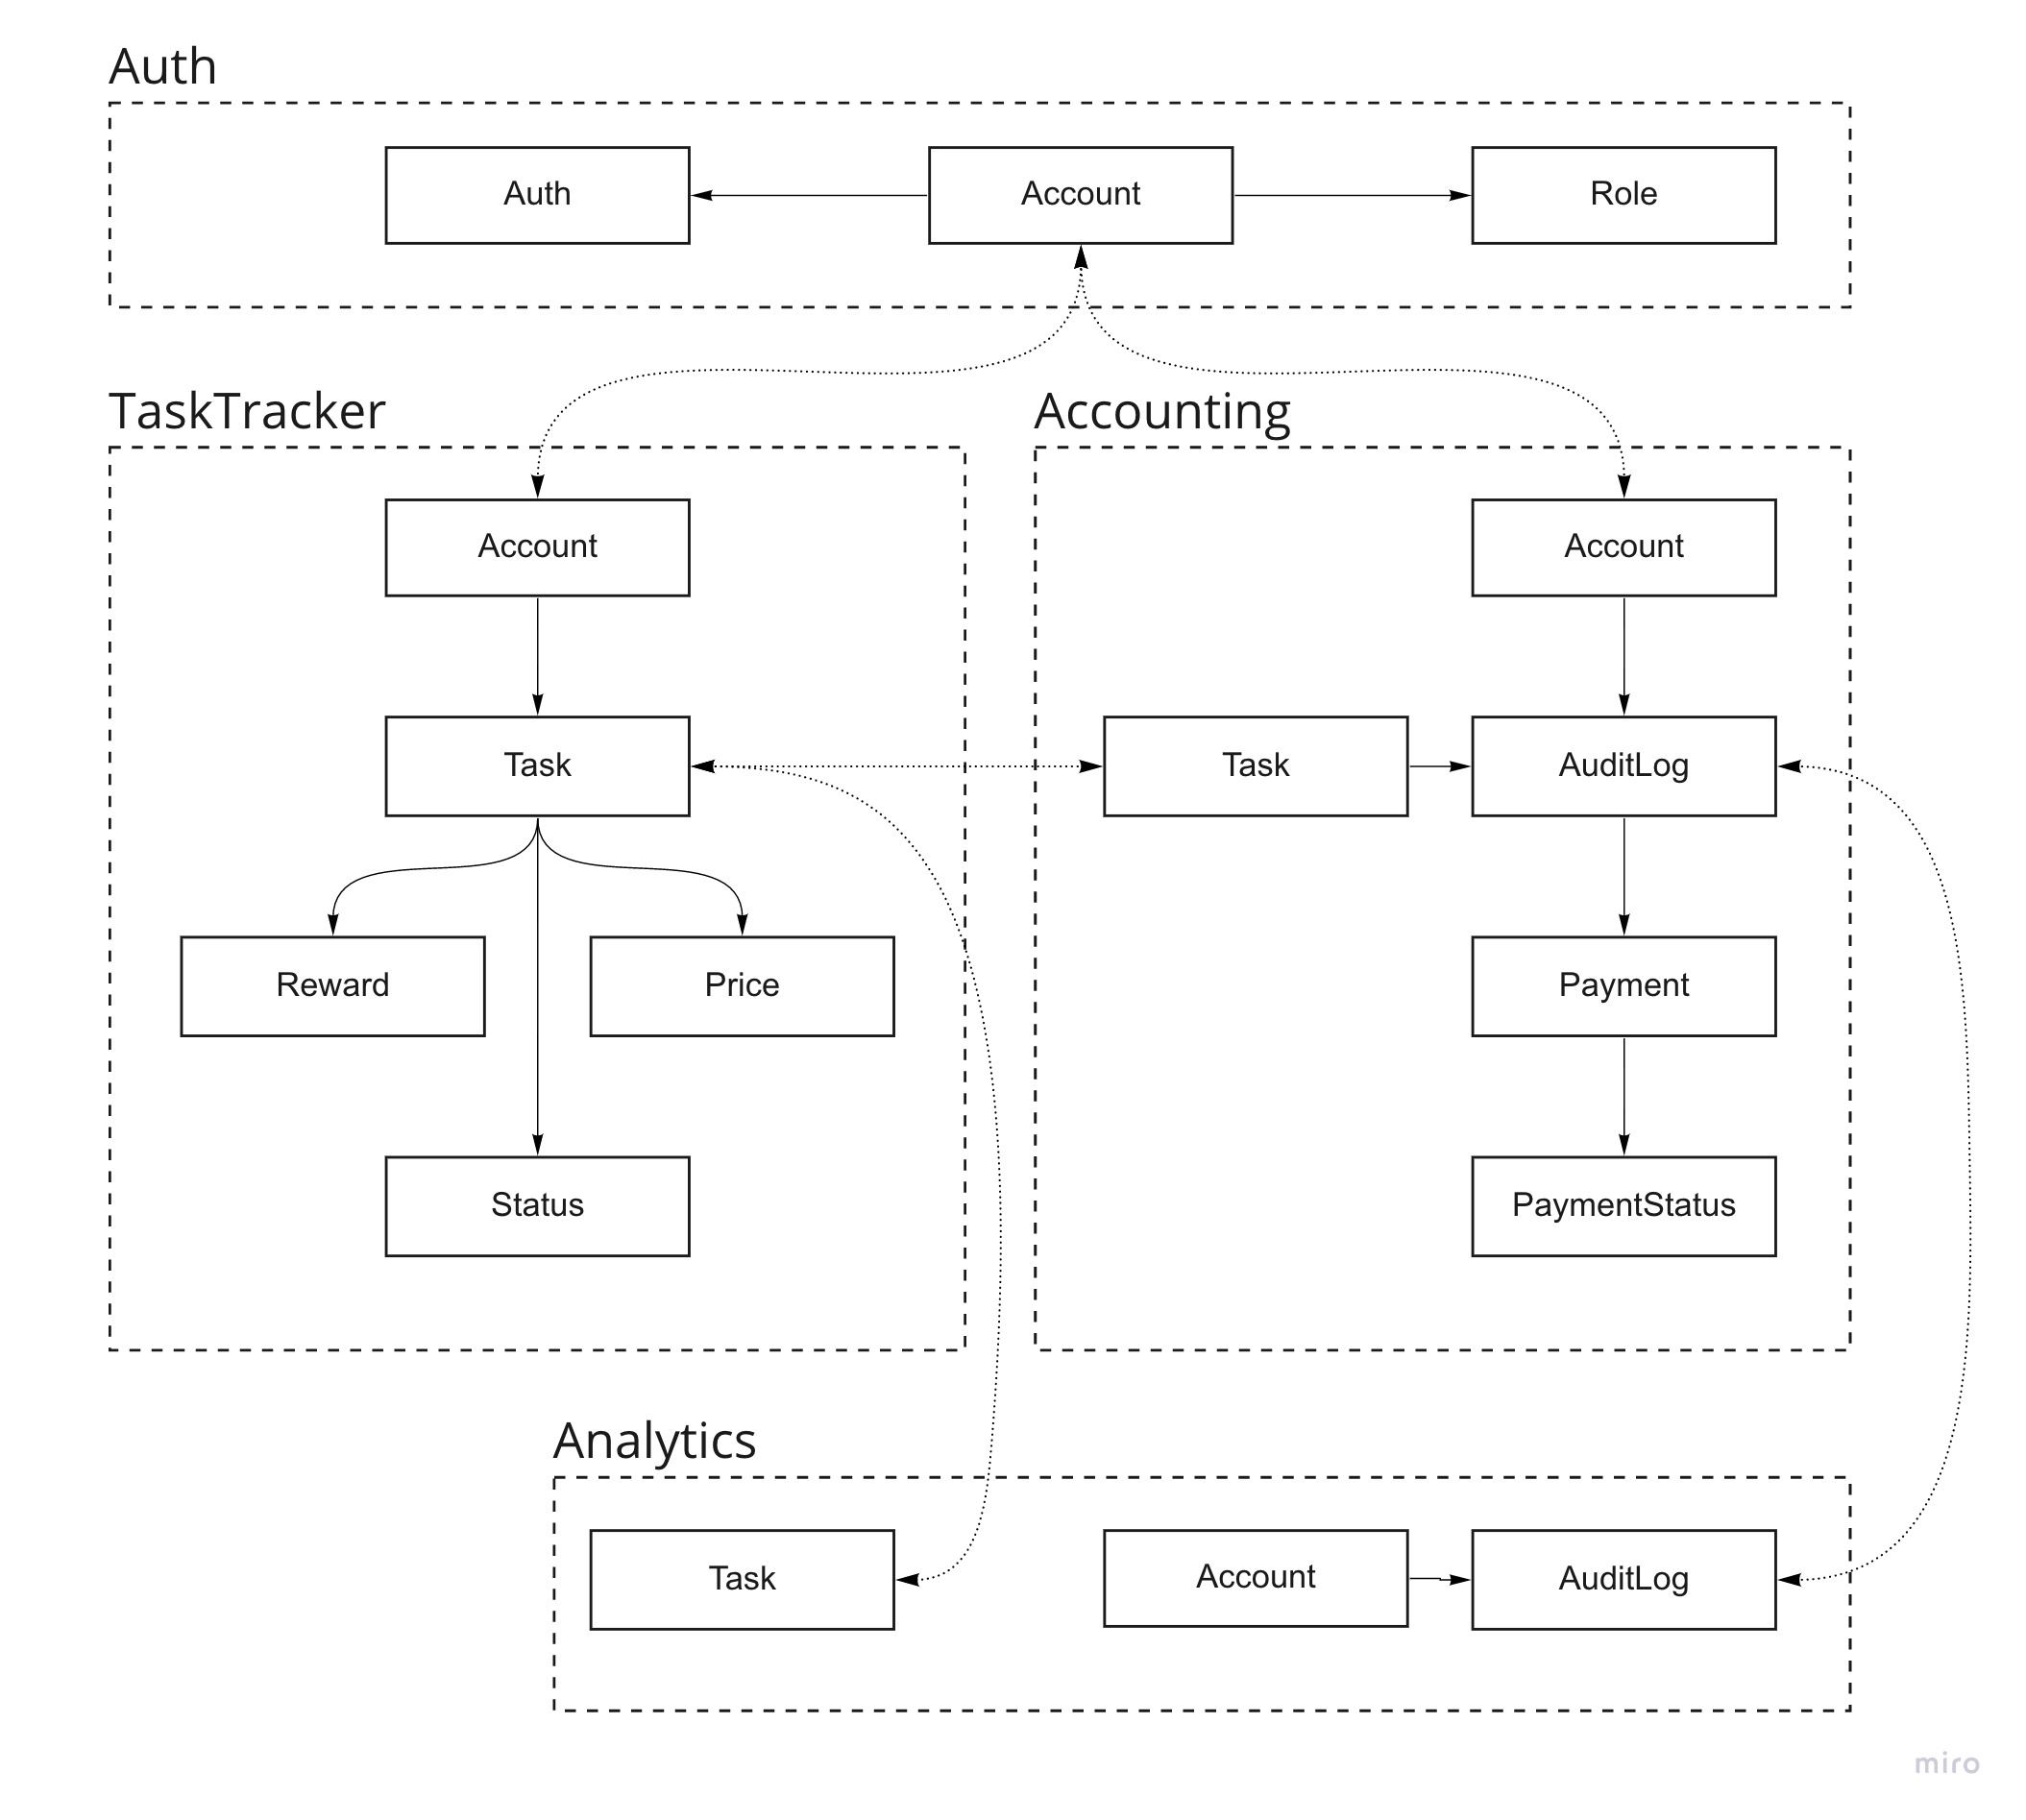 Auth
Auth
Account
Role
TaskTracker
Accounting
Account
Account
Task
Task
AuditLog
Reward
Price
Payment
Status
PaymentStatus
Analytics
Task
Account
AuditLog
miro